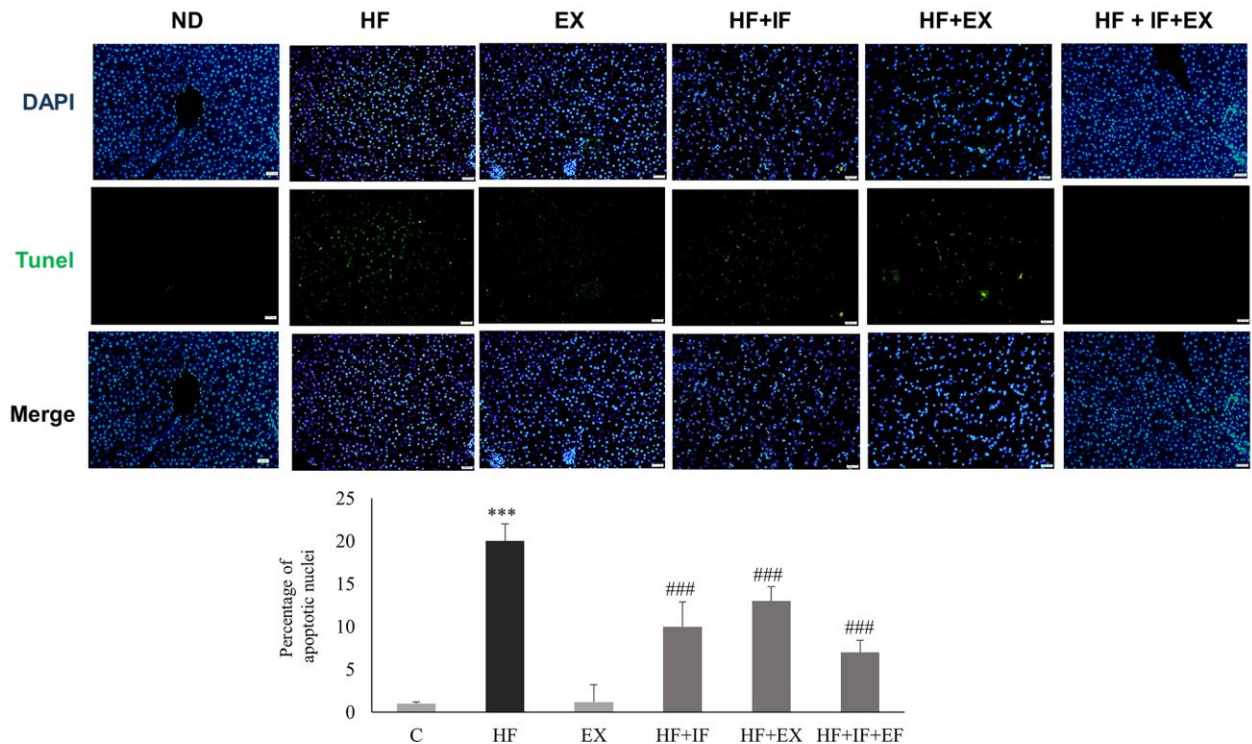 ND HF EX HF+IF HF+EX HF + IF+EX
DAPI
Tunel
Merge
Percentage of
apoptotic nuclei
25
20
15
10
5
0
***
###
###
###
C HF EX HF+IF HF+EX HF+IF+EF